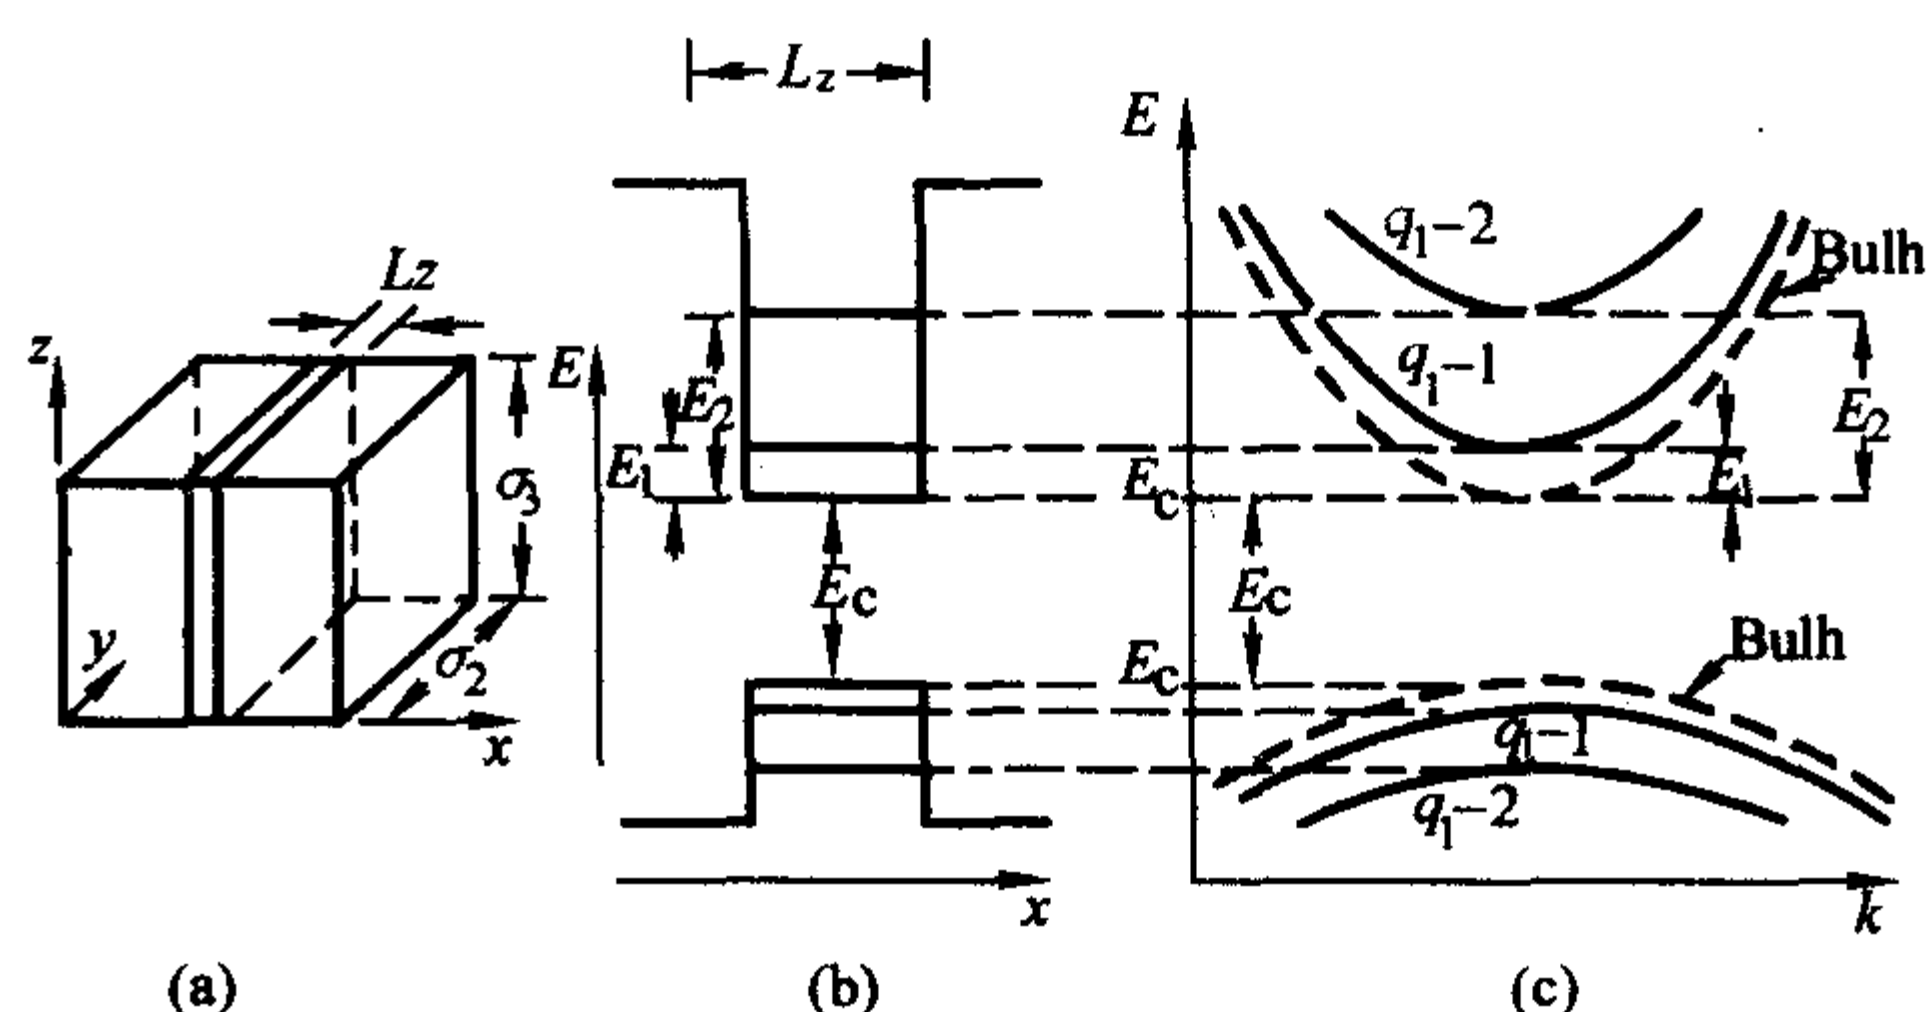 Lz
z
y
x
σ3
σ2
(a)
Lz
E
E2
E1
Ec
x
(b)
E
q1-2
Bulh
q1-1
E2
Ec
E1
Ec
Ec
Bulh
q1-1
q1-2
k
(c)